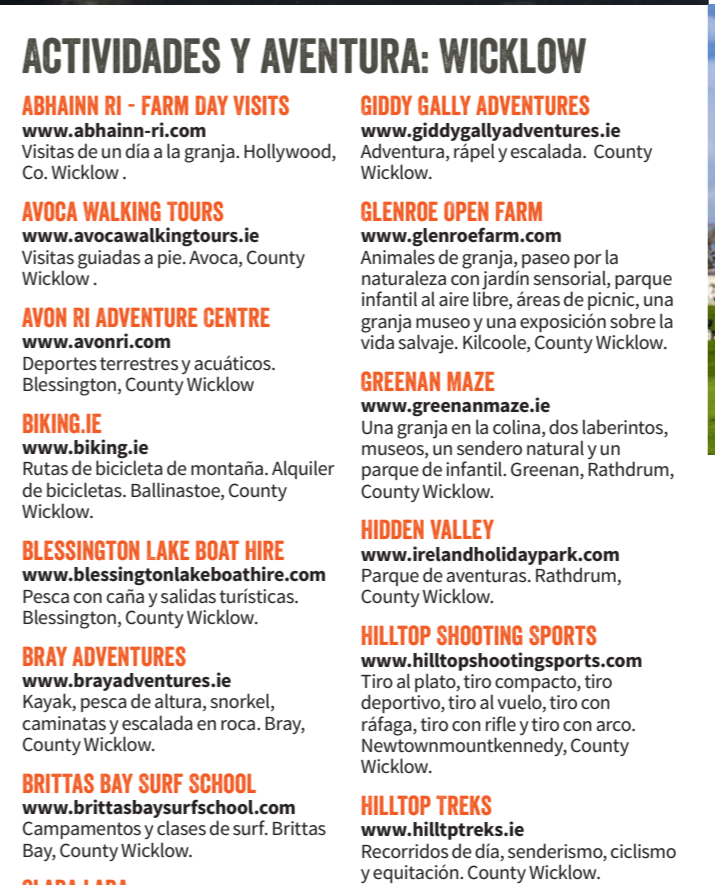 ACTIVIDADES Y AVENTURA: WICKLOW
ABHAINN RI - FARM DAY VISITS
www.abhainn-ri.com
Visitas de un día a la granja. Hollywood,
Co. Wicklow .
AVOCA WALKING TOURS
www.avocawalkingtours.ie
Visitas guiadas a pie. Avoca, County
Wicklow .
AVON RI ADVENTURE CENTRE
www.avonri.com
Deportes terrestres y acuáticos.
Blessington, County Wicklow
BIKING.IE
www.biking.ie
Rutas de bicicleta de montaña. Alquiler
de bicicletas. Ballinastoe, County
Wicklow.
BLESSINGTON LAKE BOAT HIRE
www.blessingtonlakeboathire.com
Pesca con caña y salidas turísticas.
Blessington, County Wicklow.
BRAY ADVENTURES
www.brayadventures.ie
Kayak, pesca de altura, snorkel,
caminatas y escalada en roca. Bray,
County Wicklow.
BRITTAS BAY SURF SCHOOL
www.brittasbaysurfschool.com
Campamentos y clases de surf. Brittas
Bay, County Wicklow.
CLARA LARA
GIDDY GALLY ADVENTURES
www.giddygallyadventures.ie
Adventura, rápel y escalada. County
Wicklow.
GLENROE OPEN FARM
www.glenroefarm.com
Animales de granja, paseo por la
naturaleza con jardín sensorial, parque
infantil al aire libre, áreas de picnic, una
granja museo y una exposición sobre la
vida salvaje. Kilcoole, County Wicklow.
GREENAN MAZE
www.greenanmaze.ie
Una granja en la colina, dos laberintos,
museos, un sendero natural y un
parque de infantil. Greenan, Rathdrum,
County Wicklow.
HIDDEN VALLEY
www.irelandholidaypark.com
Parque de aventuras. Rathdrum,
County Wicklow.
HILLTOP SHOOTING SPORTS
www.hilltopshootingsports.com
Tiro al plato, tiro compacto, tiro
deportivo, tiro al vuelo, tiro con
ráfaga, tiro con rifle y tiro con arco.
Newtownmountkennedy, County
Wicklow.
HILLTOP TREKS
www.hilltptreks.ie
Recorridos de día, senderismo, ciclismo
y equitación. County Wicklow.